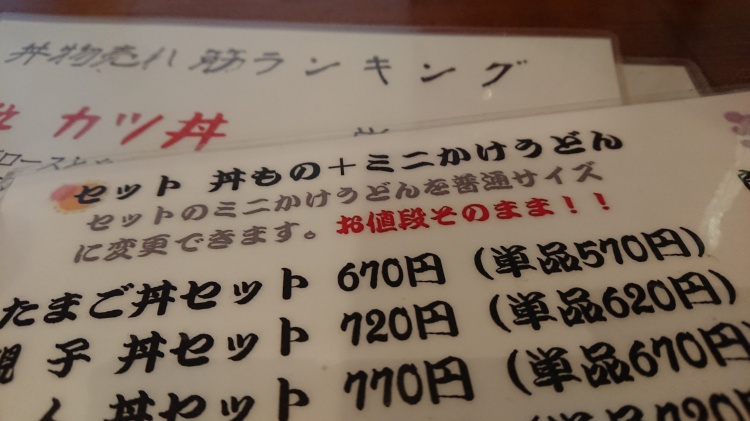 丼物売れ筋ランキング
カツ丼
セット 丼もの+ミニかけうどん
セットのミニかけうどんを普通サイズ
に変更できます。お値段そのまま!!
たまご丼セット 670円 (単品570円)
親子丼セット 720円 (単品620円)
丼セット 770円 (単品670円